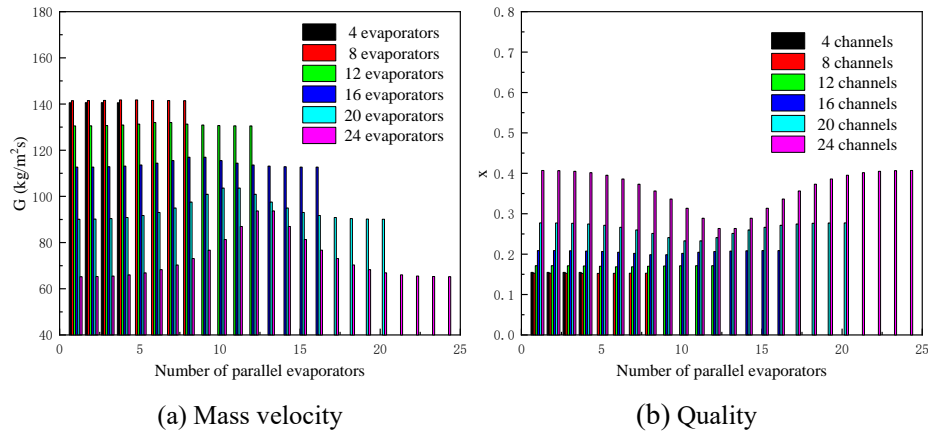 180
160
140
120
100
80
60
40
G (kg/m²s)
4 evaporators
8 evaporators
12 evaporators
16 evaporators
20 evaporators
24 evaporators
0 5 10 15 20 25
Number of parallel evaporators
(a) Mass velocity
0.8
0.7
0.6
0.5
0.4
0.3
0.2
0.1
0.0
x
4 channels
8 channels
12 channels
16 channels
20 channels
24 channels
0 5 10 15 20 25
Number of parallel evaporators
(b) Quality